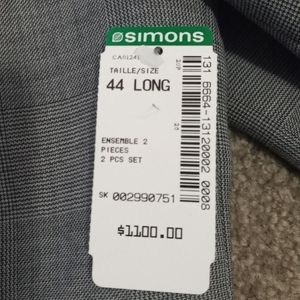 simons
CA01241
TAILLE/SIZE
44 LONG
ENSEMBLE 2
PIECES
2 PCS SET
SK 002990751
$1100.00
131 6664-13120002 0008